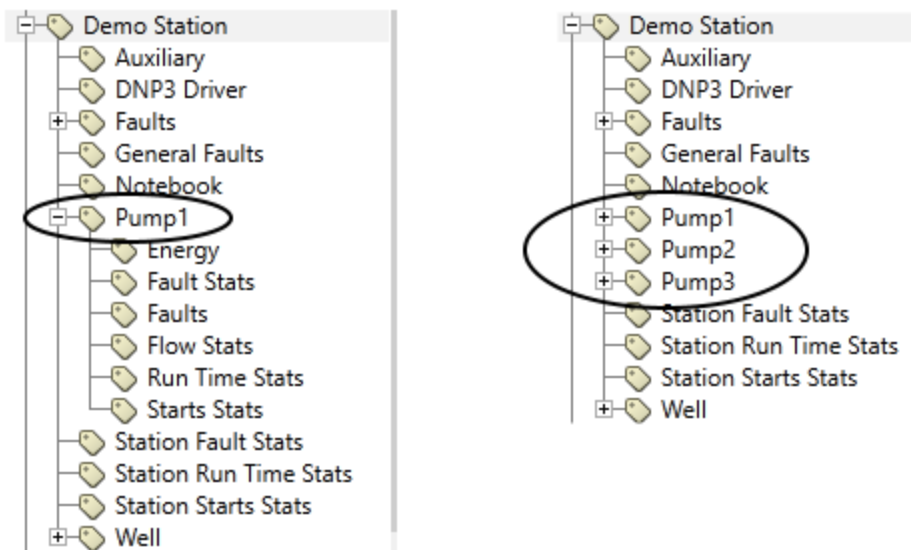 Demo Station
Auxiliary
DNP3 Driver
Faults
General Faults
Notebook
Pump1
Energy
Fault Stats
Faults
Flow Stats
Run Time Stats
Starts Stats
Station Fault Stats
Station Run Time Stats
Station Starts Stats
Well
Demo Station
Auxiliary
DNP3 Driver
Faults
General Faults
Notebook
Pump1
Pump2
Pump3
Station Fault Stats
Station Run Time Stats
Station Starts Stats
Well